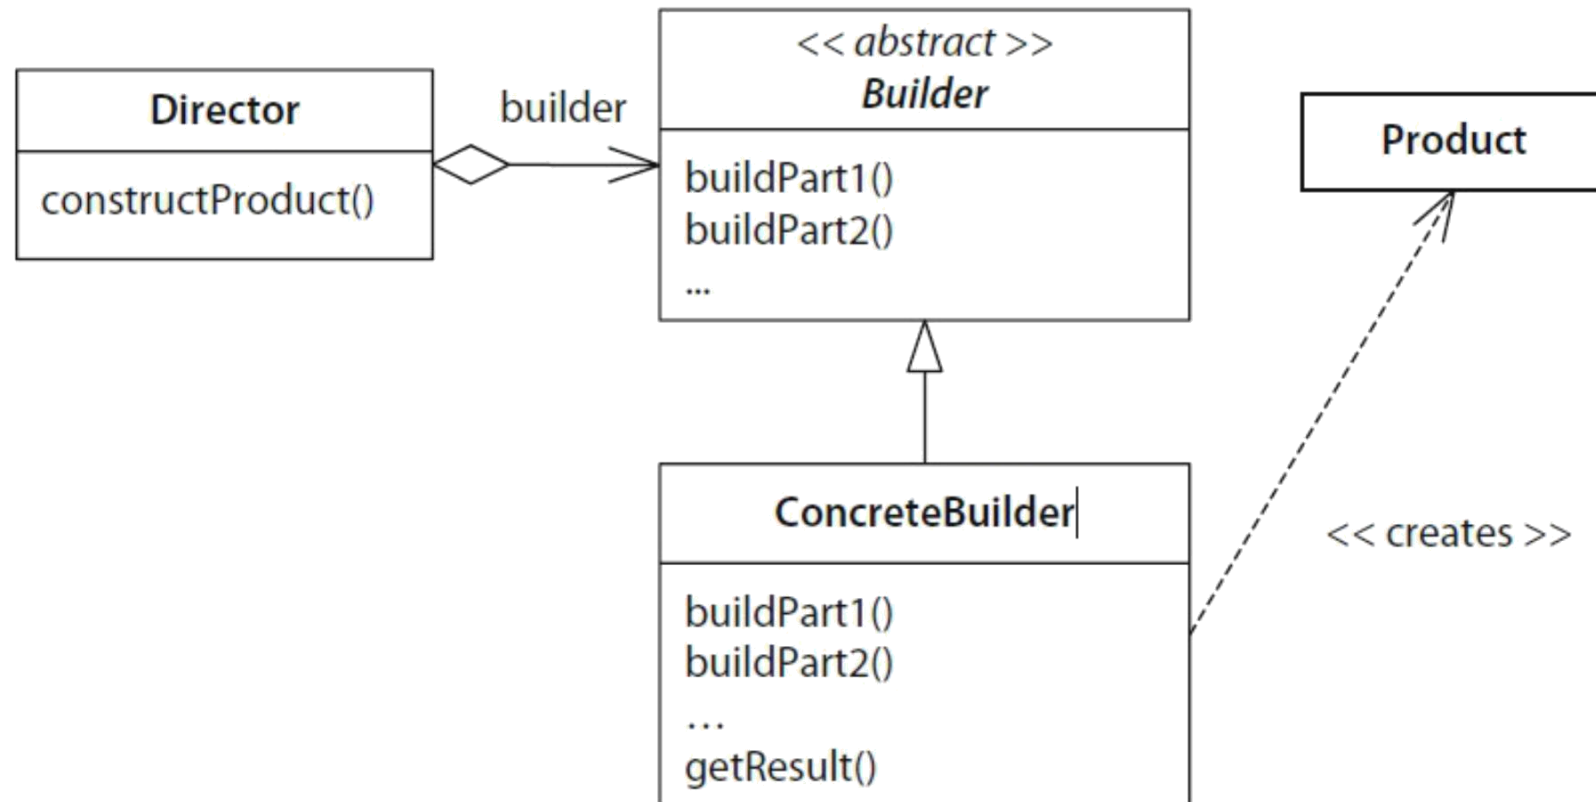 Director
constructProduct()
builder
<< abstract >>
Builder
buildPart1()
buildPart2()
...
Product
ConcreteBuilder
buildPart1()
buildPart2()
…
getResult()
<< creates >>